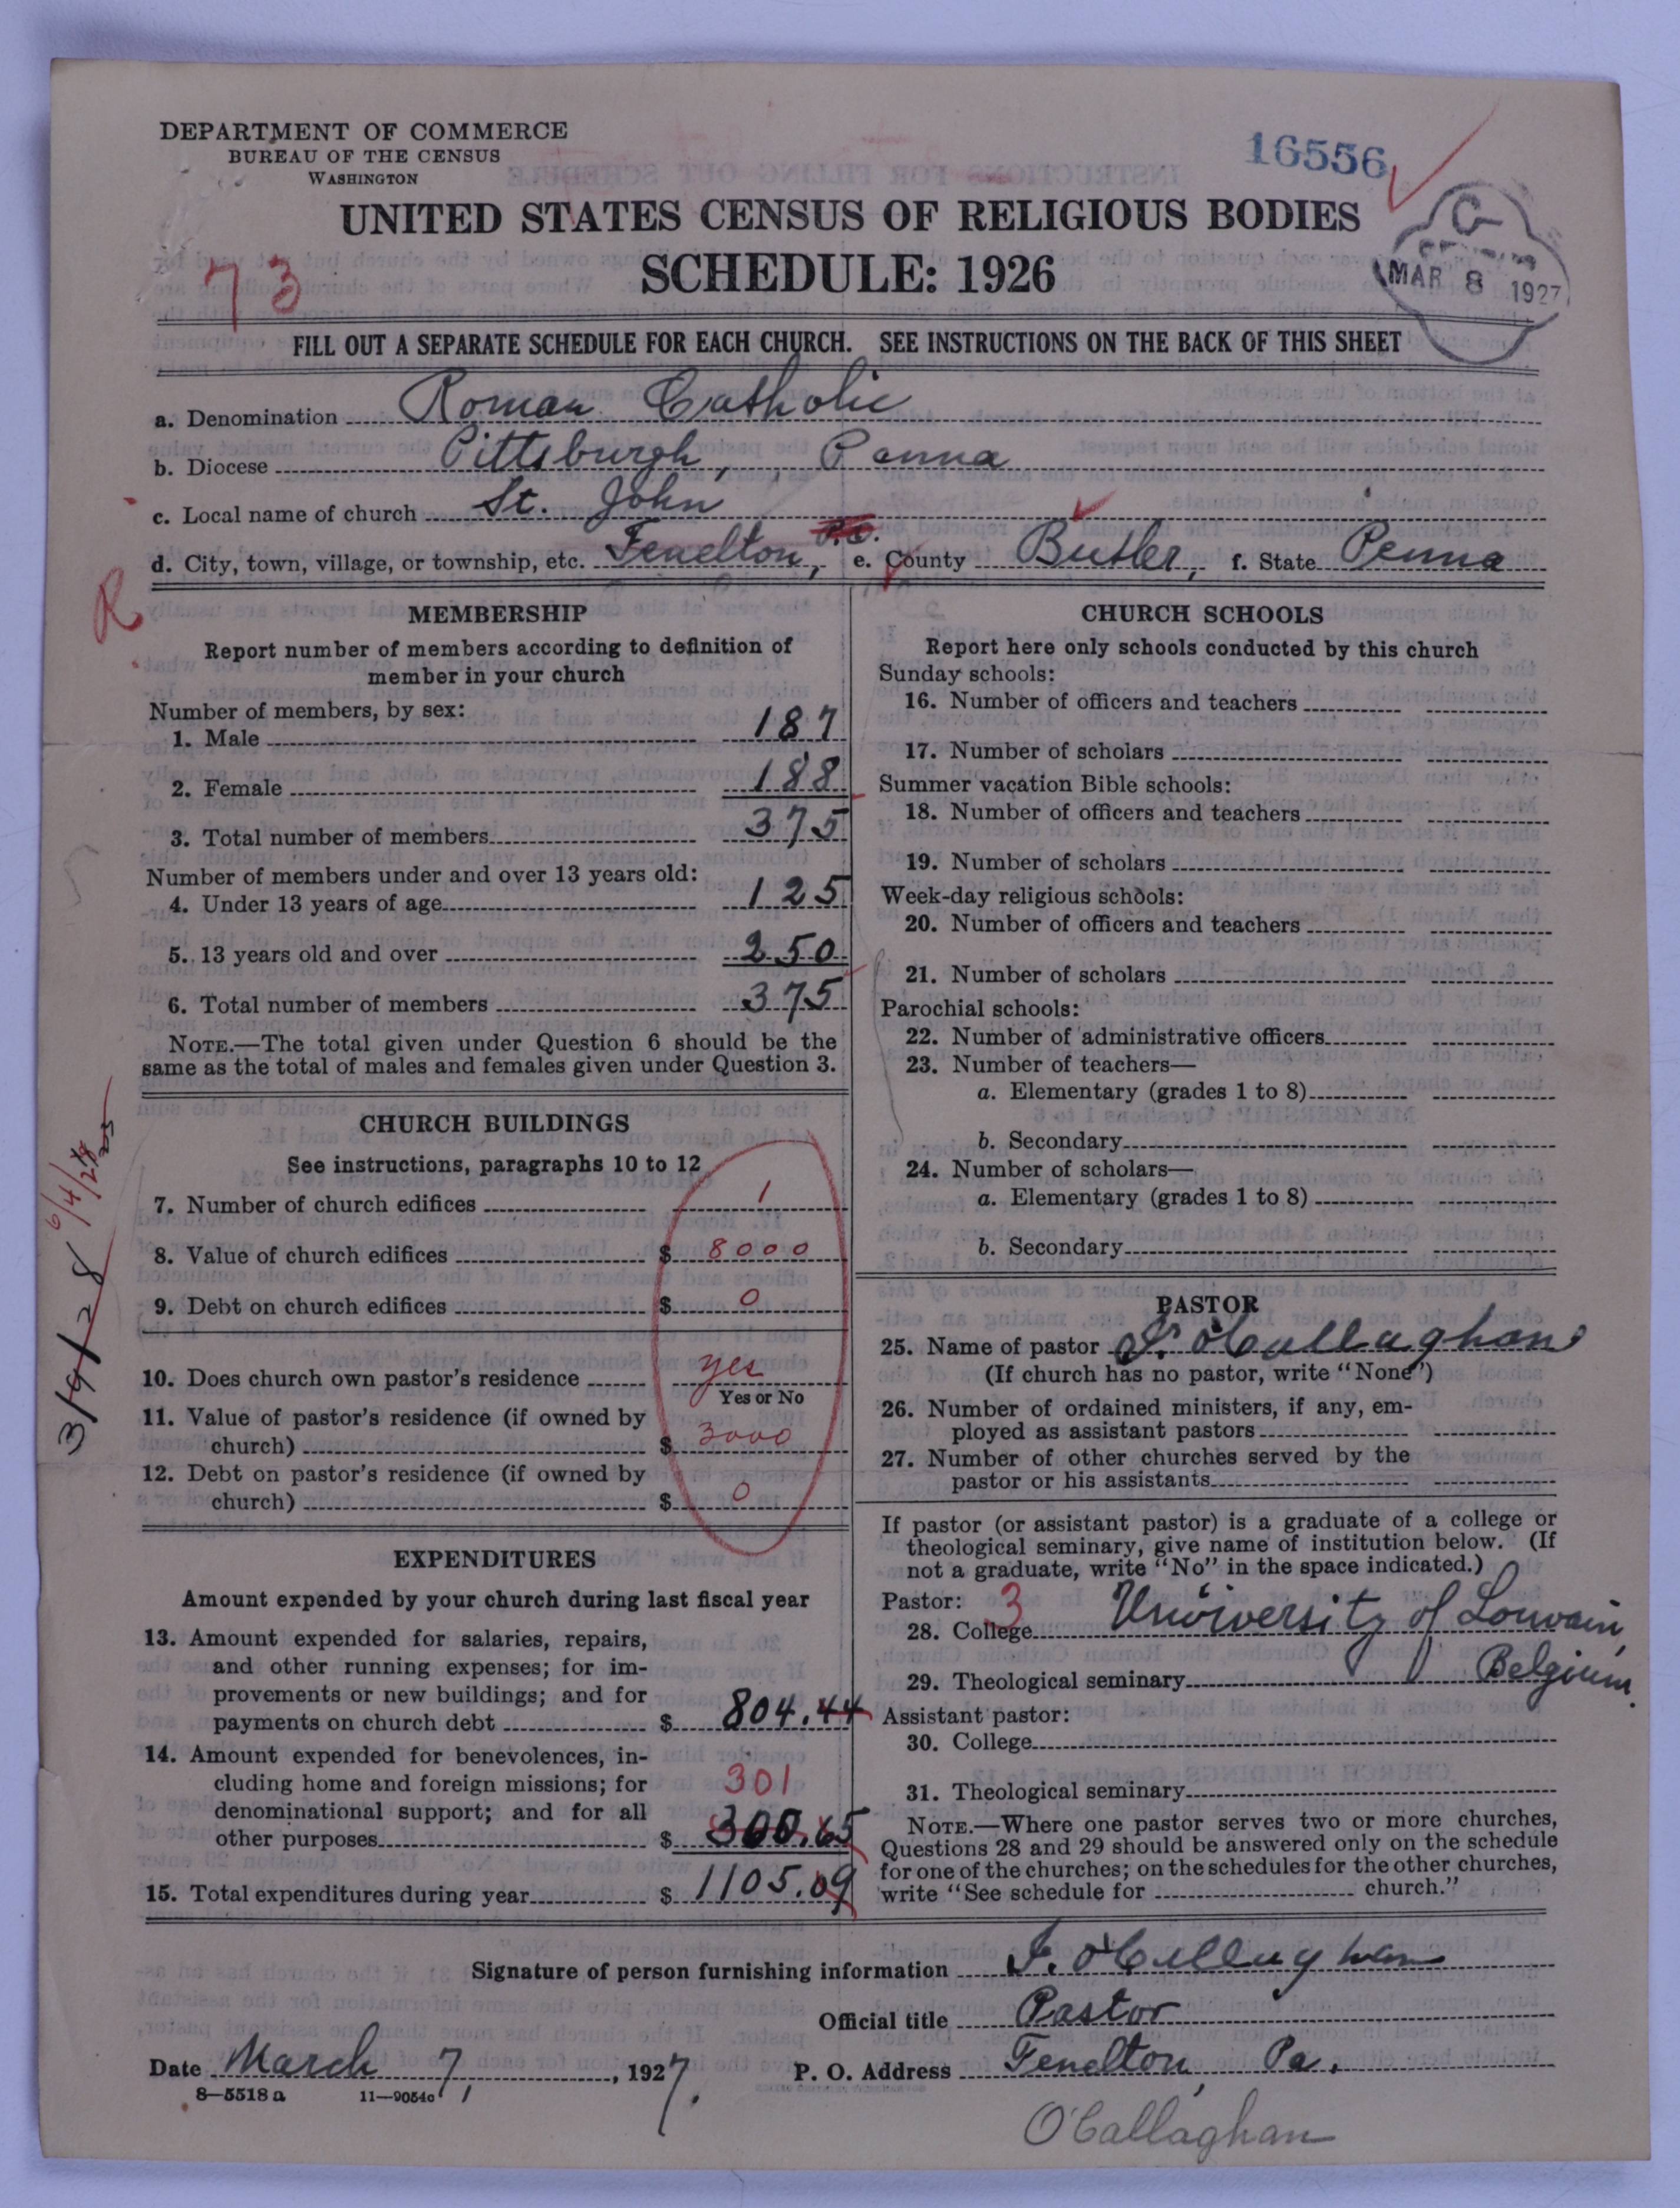 DEPARTMENT OF COMMERCE
BUREAU OF THE CENSUS
WASHINGTON
16556
UNITED STATES CENSUS OF RELIGIOUS BODIES
SCHEDULE: 1926
MAR 8 1927
73
FILL OUT A SEPARATE SCHEDULE FOR EACH CHURCH. SEE INSTRUCTIONS ON THE BACK OF THIS SHEET
a. Denomination Roman Catholic
b. Diocese Pittsburgh, Penna
c. Local name of church St. John
d. City, town, village, or township, etc. Fenelton, P.O. e. County Butler, f. State Penna
R
MEMBERSHIP
Report number of members according to definition of
member in your church
Number of members, by sex:
1. Male 187
2. Female 188
3. Total number of members 375
Number of members under and over 13 years old:
4. Under 13 years of age 125
5. 13 years old and over 250
6. Total number of members 375
NOTE.—The total given under Question 6 should be the
same as the total of males and females given under Question 3.
CHURCH BUILDINGS
See instructions, paragraphs 10 to 12
7. Number of church edifices 1
8. Value of church edifices $ 8000
9. Debt on church edifices $ 0
10. Does church own pastor's residence yes
Yes or No
11. Value of pastor's residence (if owned by
church) $ 3000
12. Debt on pastor's residence (if owned by
church) $ 0
3/9/28
EXPENDITURES
Amount expended by your church during last fiscal year
13. Amount expended for salaries, repairs,
and other running expenses; for im-
provements or new buildings; and for
payments on church debt $ 804.44
14. Amount expended for benevolences, in-
cluding home and foreign missions; for 301
denominational support; and for all
other purposes $ 300.65
15. Total expenditures during year $ 1105.09
CHURCH SCHOOLS
Report here only schools conducted by this church
Sunday schools:
16. Number of officers and teachers
17. Number of scholars
Summer vacation Bible schools:
18. Number of officers and teachers
19. Number of scholars
Week-day religious schools:
20. Number of officers and teachers
21. Number of scholars
Parochial schools:
22. Number of administrative officers
23. Number of teachers—
a. Elementary (grades 1 to 8)
b. Secondary
24. Number of scholars—
a. Elementary (grades 1 to 8)
b. Secondary
PASTOR
25. Name of pastor J. O'Callaghan
(If church has no pastor, write "None")
26. Number of ordained ministers, if any, em-
ployed as assistant pastors
27. Number of other churches served by the
pastor or his assistants
If pastor (or assistant pastor) is a graduate of a college or
theological seminary, give name of institution below. (If
not a graduate, write "No" in the space indicated.)
Pastor: 3
28. College University of Louvain,
29. Theological seminary Belgium.
Assistant pastor:
30. College
31. Theological seminary
NOTE.—Where one pastor serves two or more churches,
Questions 28 and 29 should be answered only on the schedule
for one of the churches; on the schedules for the other churches,
write "See schedule for church."
Signature of person furnishing information J. O'Callaghan
Official title Pastor
Date March 7, 1927. P. O. Address Fenelton, Pa.
8—5518 a 11—9054c
O'Callaghan